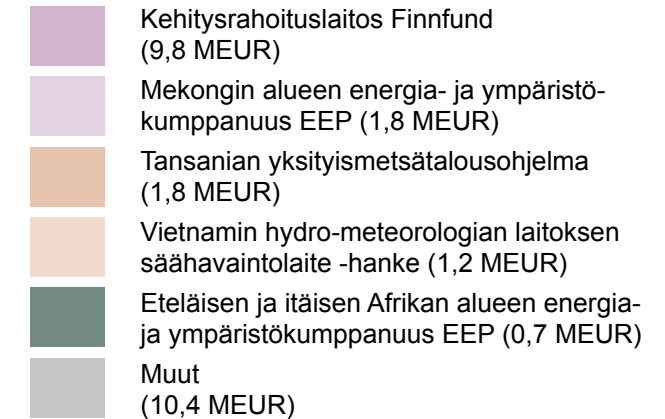 Kehitysrahoituslaitos Finnfund
(9,8 MEUR)
Mekongin alueen energia- ja ympäristö-
kumppanuus EEP (1,8 MEUR)
Tansanian yksityismetsätalousohjelma
(1,8 MEUR)
Vietnamin hydro-meteorologian laitoksen
säähavaintolaite -hanke (1,2 MEUR)
Eteläisen ja itäisen Afrikan alueen energia-
ja ympäristökumppanuus EEP (0,7 MEUR)
Muut
(10,4 MEUR)